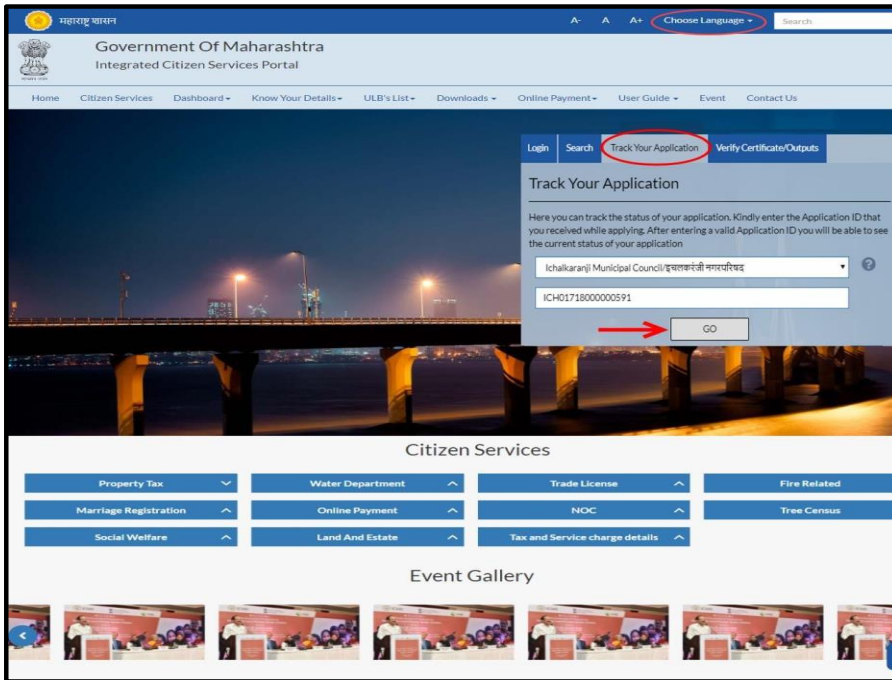 महाराष्ट्र शासन A- A A+ Choose Language Search
Government Of Maharashtra
Integrated Citizen Services Portal
Home Citizen Services Dashboard Know Your Details ULB's List Downloads Online Payment User Guide Event Contact Us
Login Search Track Your Application Verify Certificate/Outputs
Track Your Application
Here you can track the status of your application. Kindly enter the Application ID that
you received while applying. After entering a valid Application ID you will be able to see
the current status of your application
Ichalkaranji Municipal Council/इचलकरंजी नगरपरिषद
ICH01718000000591
GO
Citizen Services
Property Tax Water Department Trade License Fire Related
Marriage Registration Online Payment NOC Tree Census
Social Welfare Land And Estate Tax and Service charge details
Event Gallery